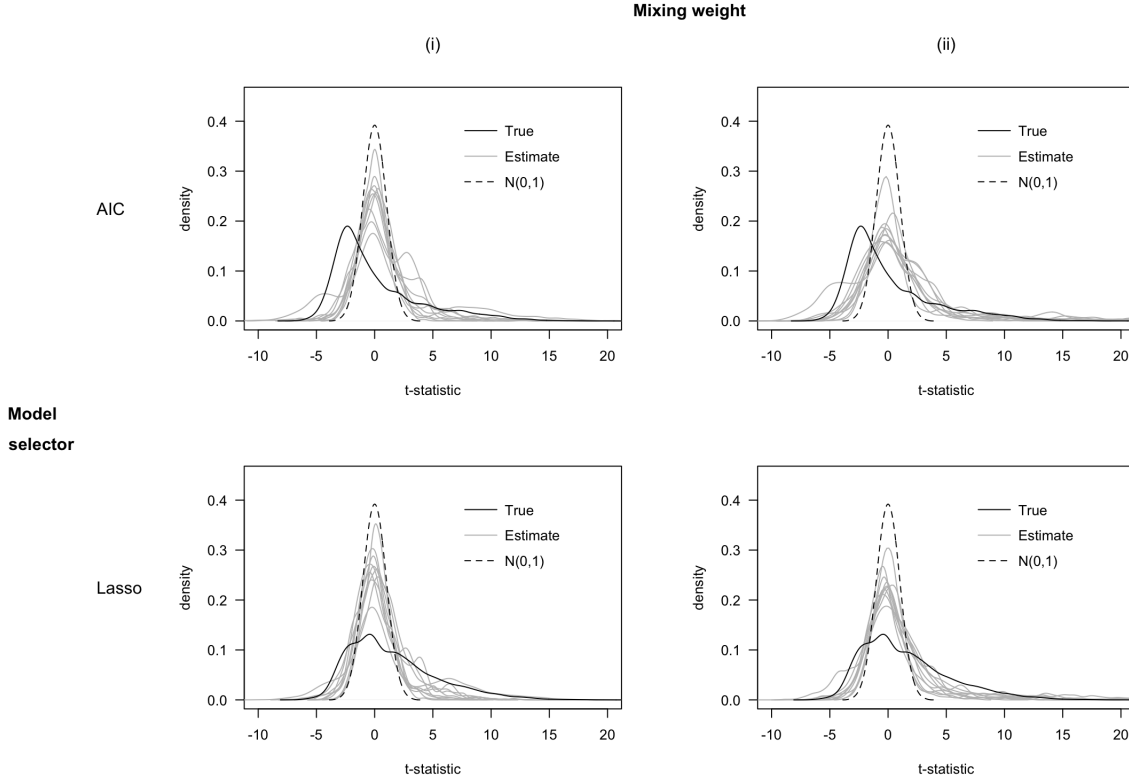 Mixing weight
(i)
(ii)
AIC
density
0.4
0.3
0.2
0.1
0.0
True
Estimate
N(0,1)
-10 -5 0 5 10 15 20
t-statistic
density
0.4
0.3
0.2
0.1
0.0
True
Estimate
N(0,1)
-10 -5 0 5 10 15 20
t-statistic
Model
selector
Lasso
density
0.4
0.3
0.2
0.1
0.0
True
Estimate
N(0,1)
-10 -5 0 5 10 15 20
t-statistic
density
0.4
0.3
0.2
0.1
0.0
True
Estimate
N(0,1)
-10 -5 0 5 10 15 20
t-statistic